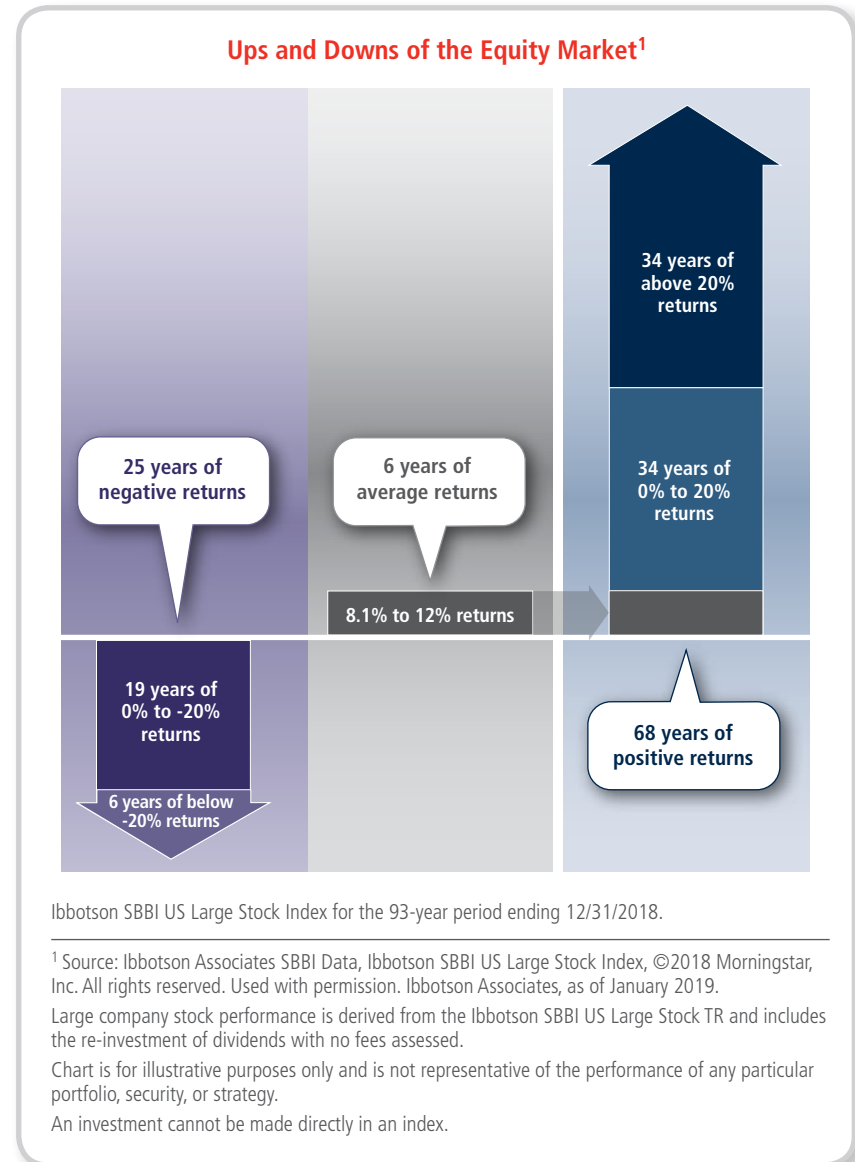 Ups and Downs of the Equity Market1
34 years of
above 20%
returns
25 years of
negative returns
6 years of
average returns
34 years of
0% to 20%
returns
8.1% to 12% returns
19 years of
0% to -20%
returns
68 years of
positive returns
6 years of below
-20% returns
Ibbotson SBBI US Large Stock Index for the 93-year period ending 12/31/2018.
1 Source: Ibbotson Associates SBBI Data, Ibbotson SBBI US Large Stock Index, ©2018 Morningstar,
Inc. All rights reserved. Used with permission. Ibbotson Associates, as of January 2019.
Large company stock performance is derived from the Ibbotson SBBI US Large Stock TR and includes
the re-investment of dividends with no fees assessed.
Chart is for illustrative purposes only and is not representative of the performance of any particular
portfolio, security, or strategy.
An investment cannot be made directly in an index.